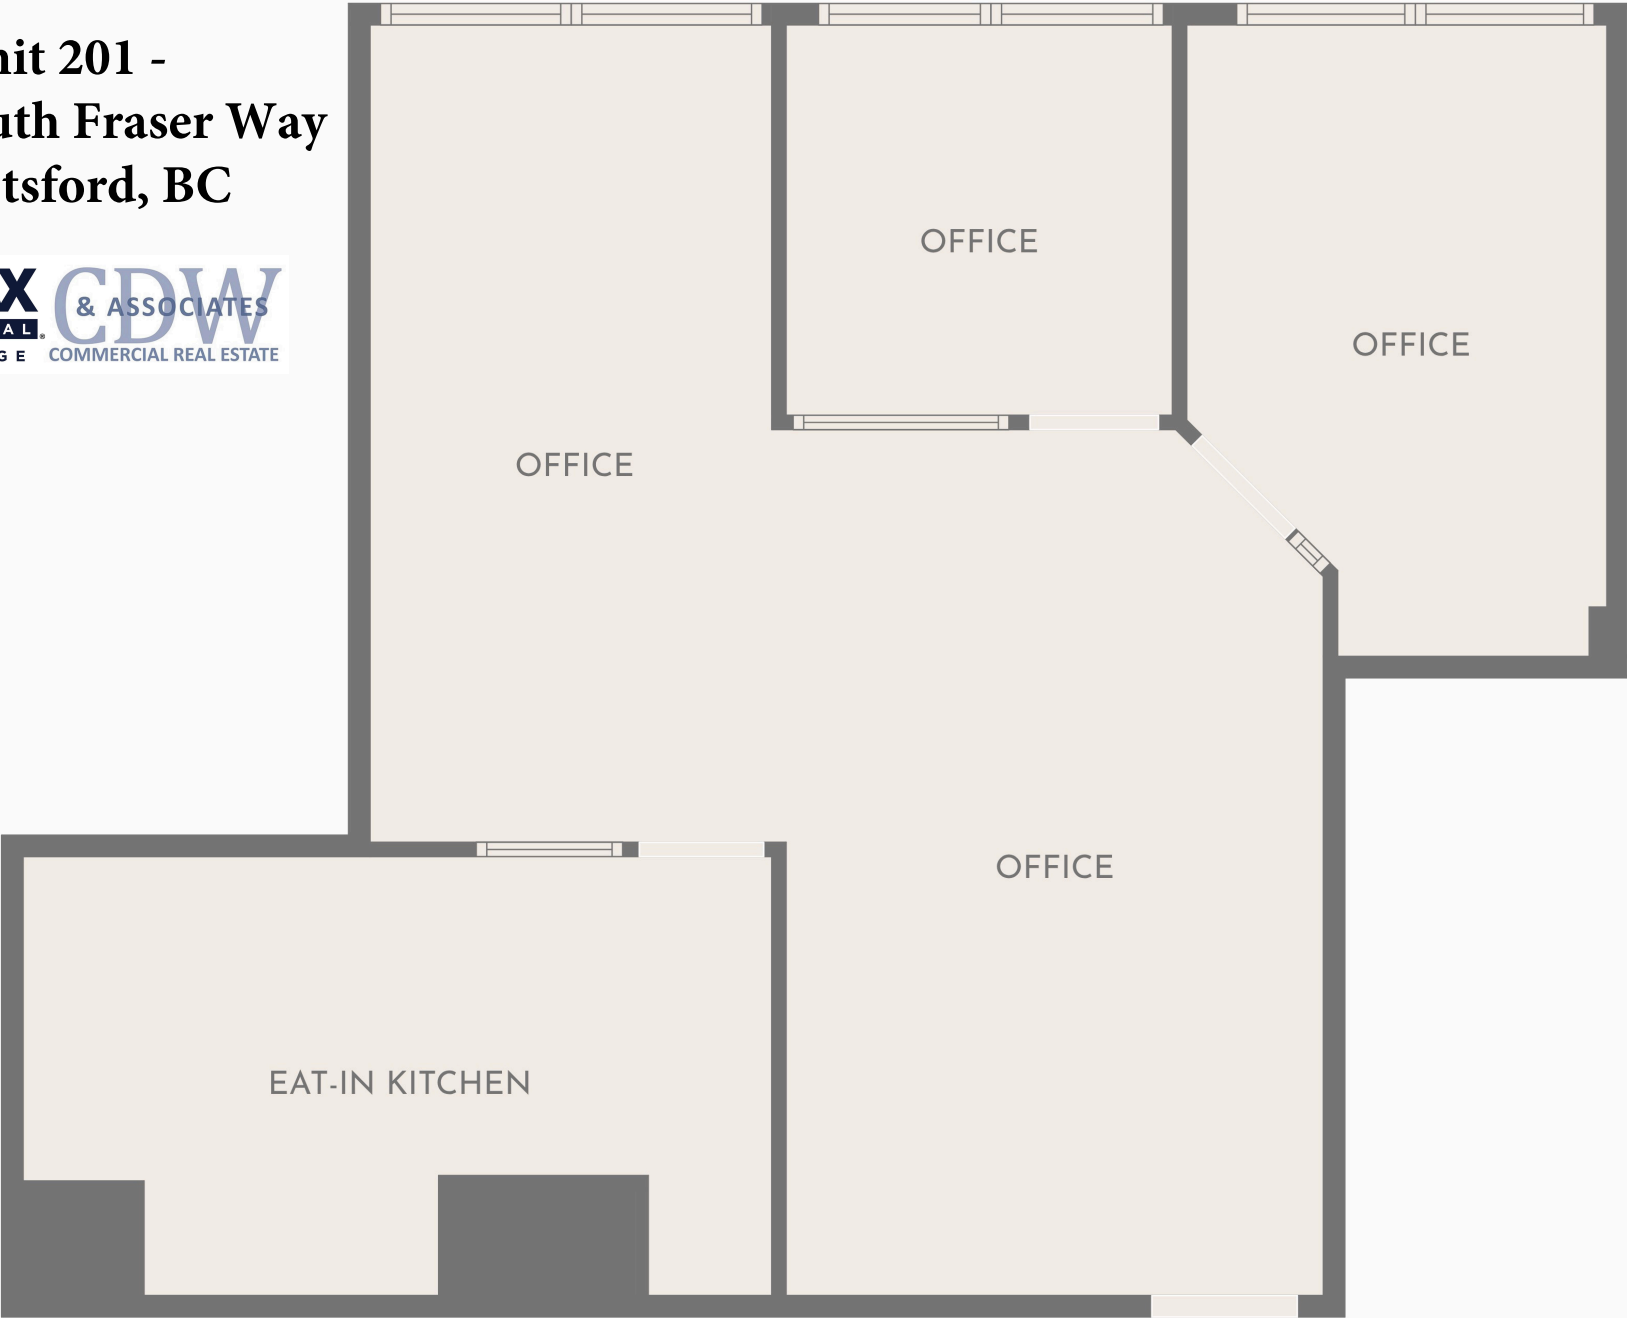 nit 201 -
uth Fraser Way
tsford, BC
X
AL®
GE
CDW
& ASSOCIATES
COMMERCIAL REAL ESTATE
OFFICE
OFFICE
OFFICE
OFFICE
EAT-IN KITCHEN